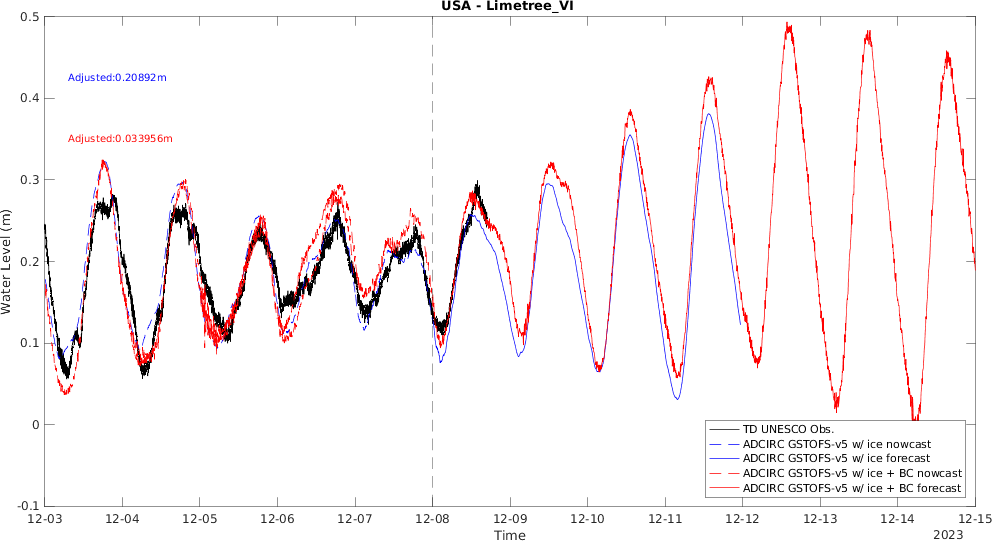 USA - Limetree_VI
0.5
0.4
0.3
0.2
0.1
0
-0.1
Water Level (m)
Adjusted:0.20892m
Adjusted:0.033956m
TD UNESCO Obs.
ADCIRC GSTOFS-v5 w/ ice nowcast
ADCIRC GSTOFS-v5 w/ ice forecast
ADCIRC GSTOFS-v5 w/ ice + BC nowcast
ADCIRC GSTOFS-v5 w/ ice + BC forecast
12-03 12-04 12-05 12-06 12-07 12-08 12-09 12-10 12-11 12-12 12-13 12-14 12-15
Time
2023